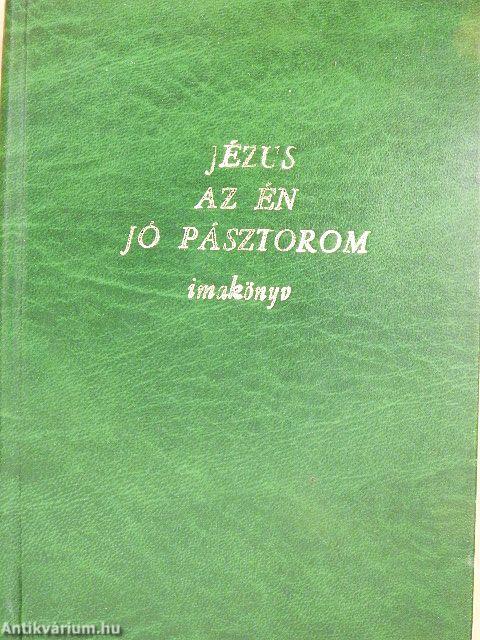 JÉZUS
AZ ÉN
JÓ PÁSZTOROM
imakönyv
Antikvárium.hu